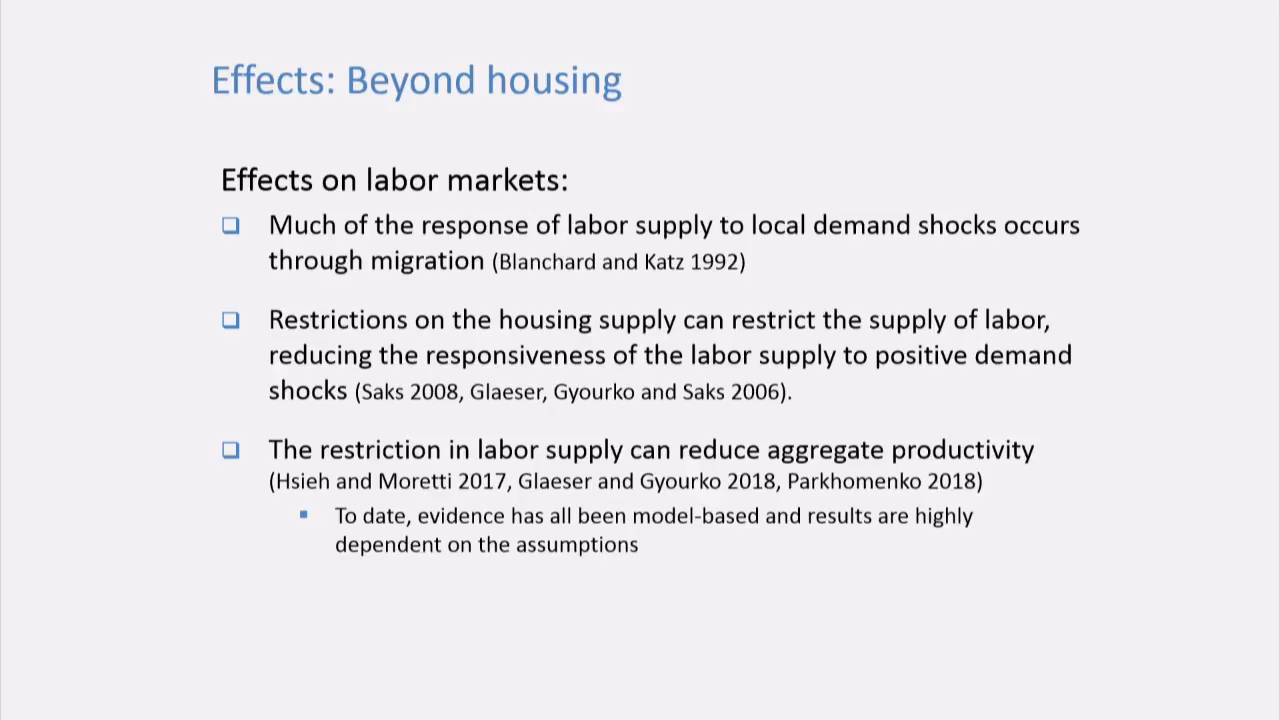 Effects: Beyond housing
Effects on labor markets:
Much of the response of labor supply to local demand shocks occurs
through migration (Blanchard and Katz 1992)
Restrictions on the housing supply can restrict the supply of labor,
reducing the responsiveness of the labor supply to positive demand
shocks (Saks 2008, Glaeser, Gyourko and Saks 2006).
The restriction in labor supply can reduce aggregate productivity
(Hsieh and Moretti 2017, Glaeser and Gyourko 2018, Parkhomenko 2018)
To date, evidence has all been model-based and results are highly
dependent on the assumptions